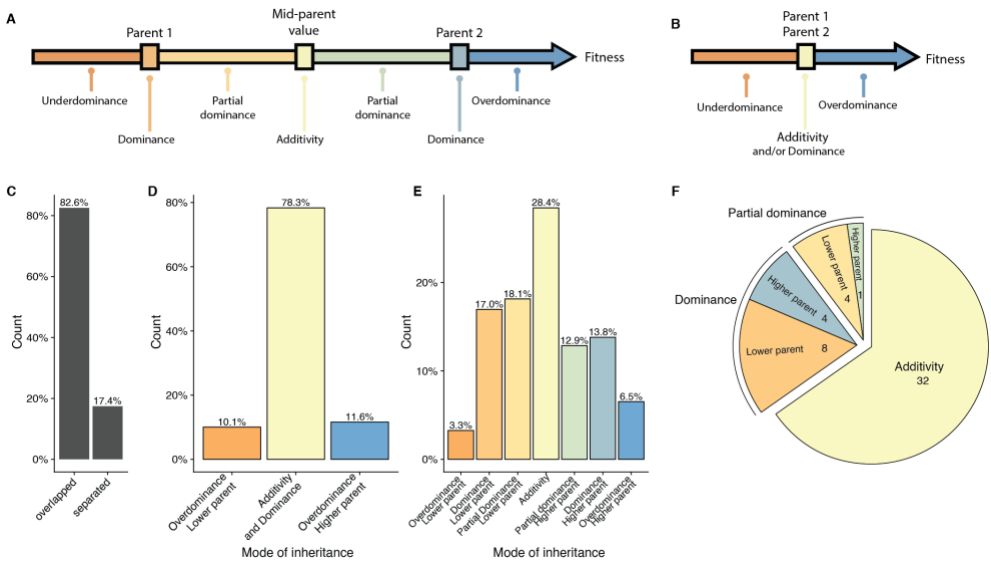 A
Mid-parent
value
Parent 1
Parent 2
Fitness
Underdominance
Partial
dominance
Partial
dominance
Overdominance
Dominance
Additivity
Dominance
B
Parent 1
Parent 2
Fitness
Underdominance
Overdominance
Additivity
and/or Dominance
C
Count
80%
60%
40%
20%
0%
82.6%
17.4%
overlapped
separated
D
Count
80%
60%
40%
20%
0%
10.1%
78.3%
11.6%
Overdominance
Lower parent
Additivity
and Dominance
Overdominance
Higher parent
Mode of inheritance
E
Count
20%
10%
0%
3.3%
17.0%
18.1%
28.4%
12.9%
13.8%
6.5%
Overdominance
Lower parent
Dominance
Lower parent
Partial Dominance
Lower parent
Additivity
Partial dominance
Higher parent
Dominance
Higher parent
Overdominance
Higher parent
Mode of inheritance
F
Partial dominance
Lower parent 4
Higher parent 1
Dominance
Higher parent 4
Lower parent 8
Additivity
32